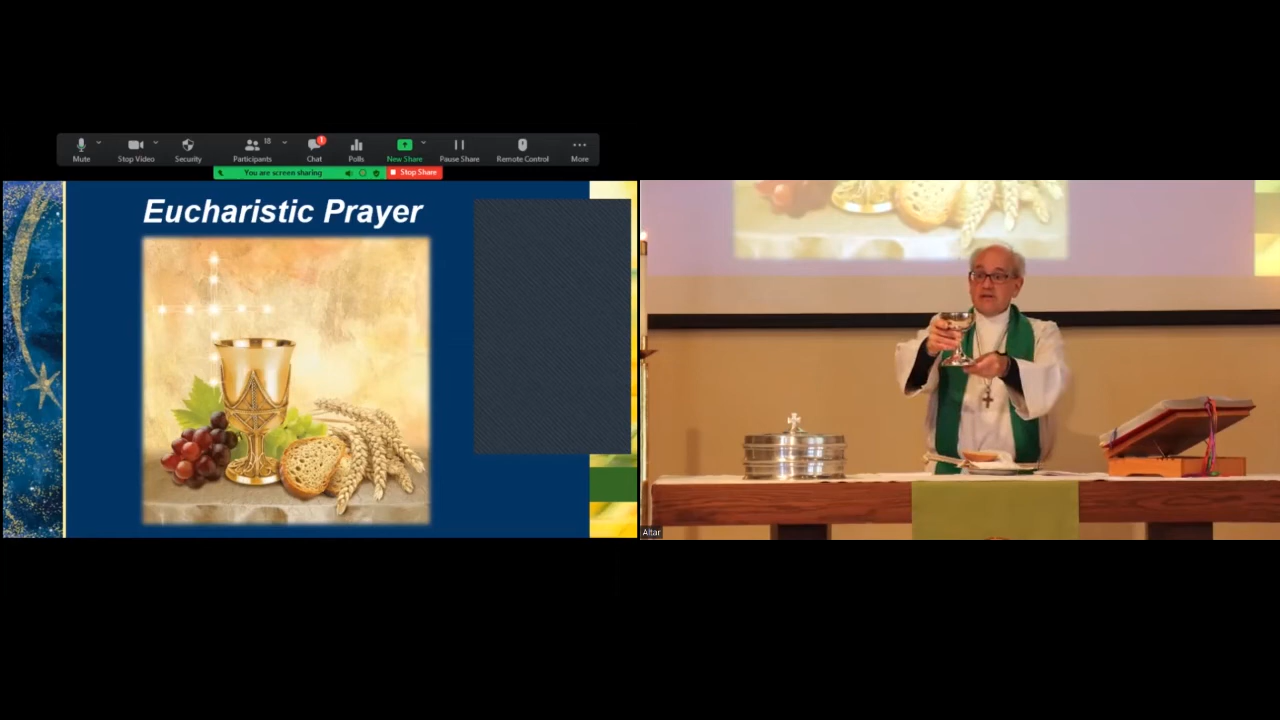 18
1
Mute
Stop Video
Security
Participants
Chat
Polls
New Share
Pause Share
Remote Control
More
You are screen sharing
Stop Share
Eucharistic Prayer
Altar